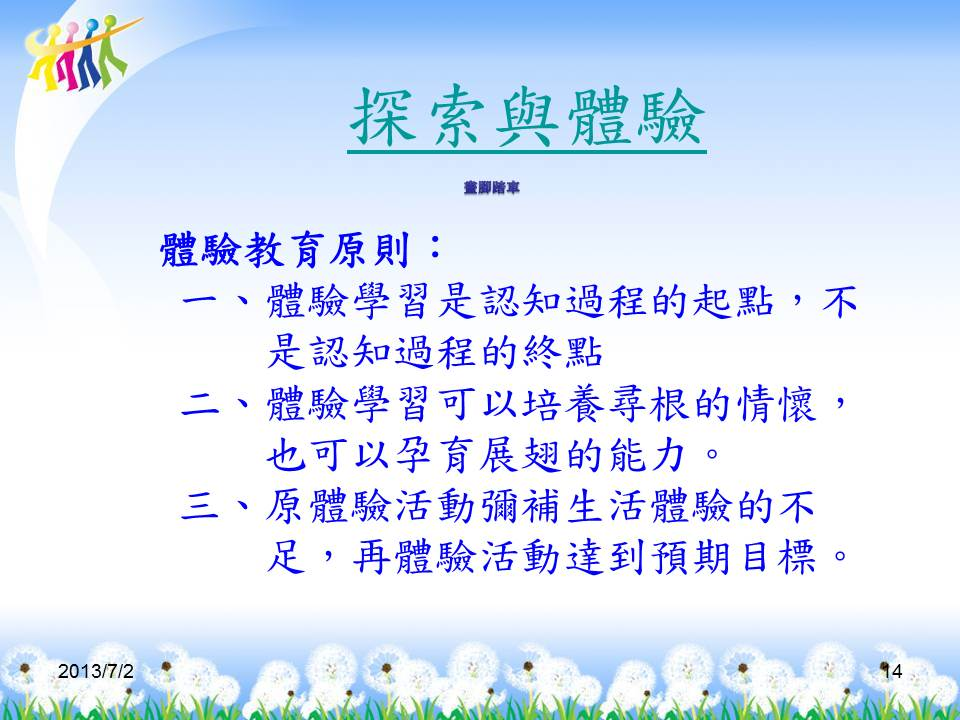 探索與體驗
畫腳踏車
體驗教育原則：
一、體驗學習是認知過程的起點，不
是認知過程的終點
二、體驗學習可以培養尋根的情懷，
也可以孕育展翅的能力。
三、原體驗活動彌補生活體驗的不
足，再體驗活動達到預期目標。
2013/7/2
14